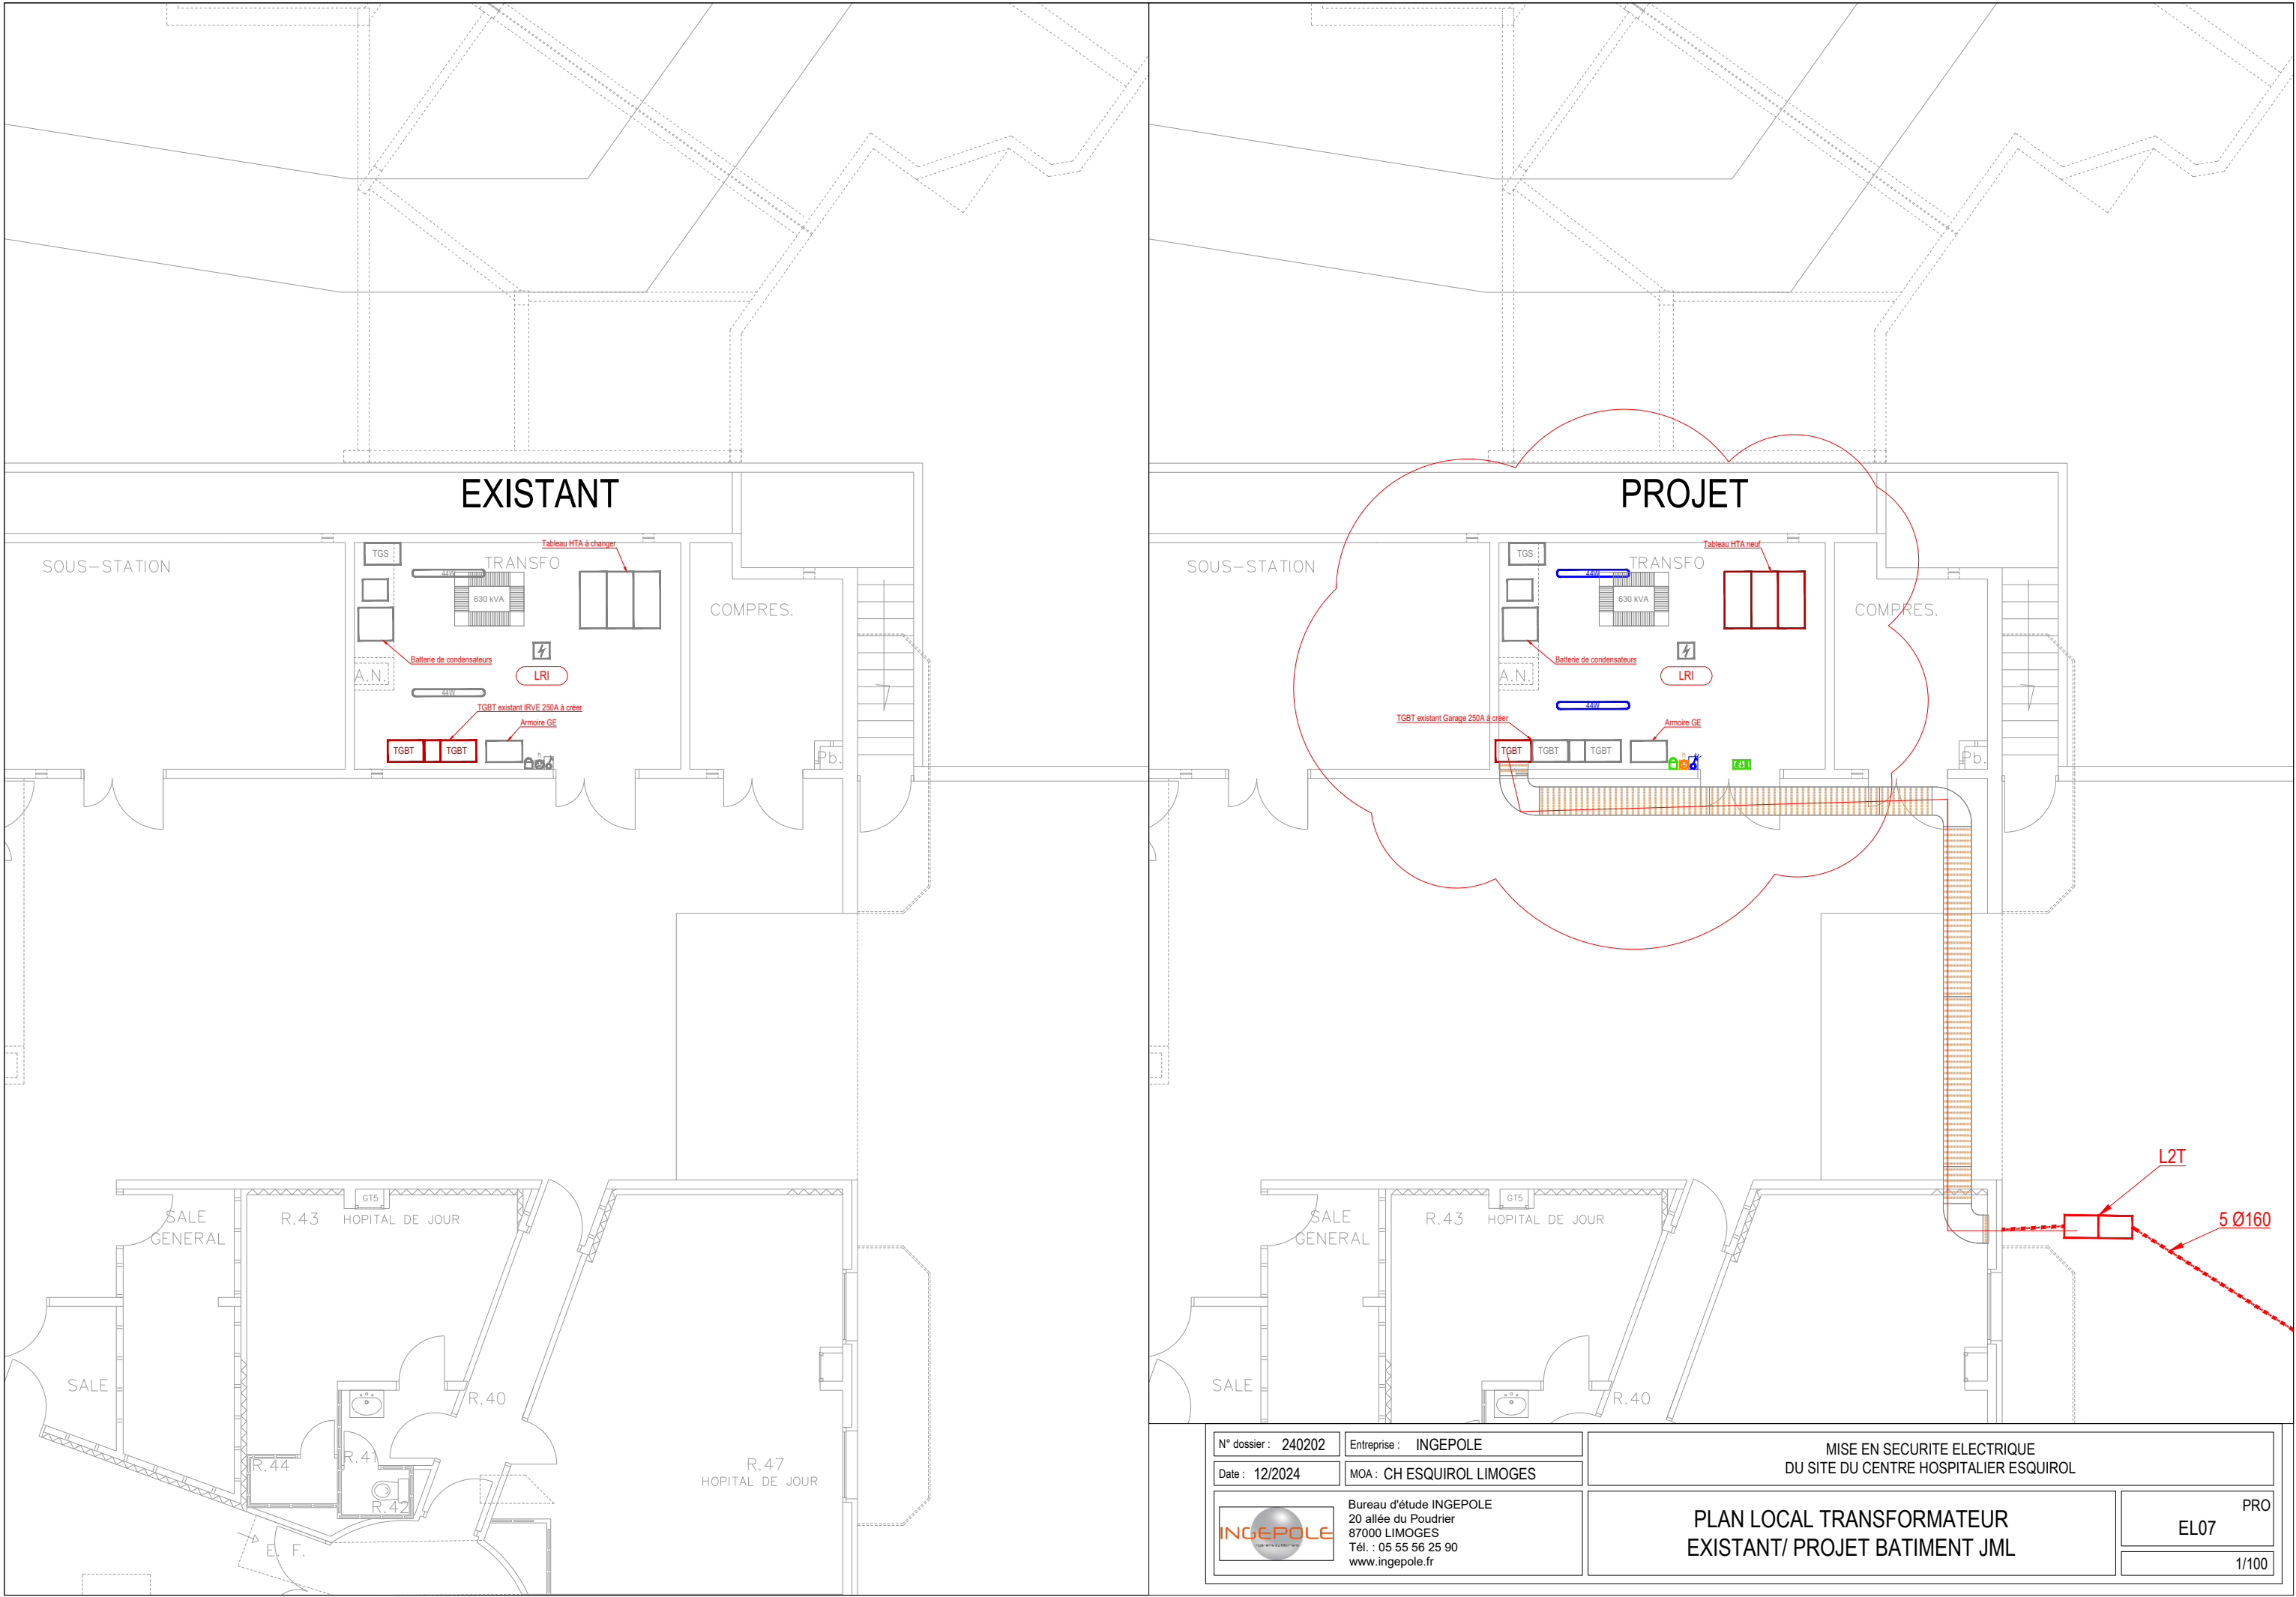 EXISTANT
SOUS-STATION
TGS
44W
TRANSFO
Tableau HTA à changer
630 kVA
COMPRES.
Batterie de condensateurs
A.N.
LRI
44W
TGBT existant IRVE 250A à créer
Armoire GE
TGBT
TGBT
Pb.
GT5
SALE
GENERAL
R.43
HOPITAL DE JOUR
SALE
R.40
R.44
R.41
R.42
R.47
HOPITAL DE JOUR
E. F.
PROJET
SOUS-STATION
TGS
44W
TRANSFO
Tableau HTA neuf
630 kVA
COMPRES.
Batterie de condensateurs
A.N.
LRI
44W
TGBT existant Garage 250A à créer
Armoire GE
TGBT
TGBT
TGBT
Pb.
L2T
5 Ø160
GT5
SALE
GENERAL
R.43
HOPITAL DE JOUR
SALE
R.40
N° dossier : 240202
Entreprise : INGEPOLE
Date : 12/2024
MOA : CH ESQUIROL LIMOGES
MISE EN SECURITE ELECTRIQUE
DU SITE DU CENTRE HOSPITALIER ESQUIROL
INGEPOLE
Bureau d'étude INGEPOLE
20 allée du Poudrier
87000 LIMOGES
Tél. : 05 55 56 25 90
www.ingepole.fr
PLAN LOCAL TRANSFORMATEUR
EXISTANT/ PROJET BATIMENT JML
PRO
EL07
1/100